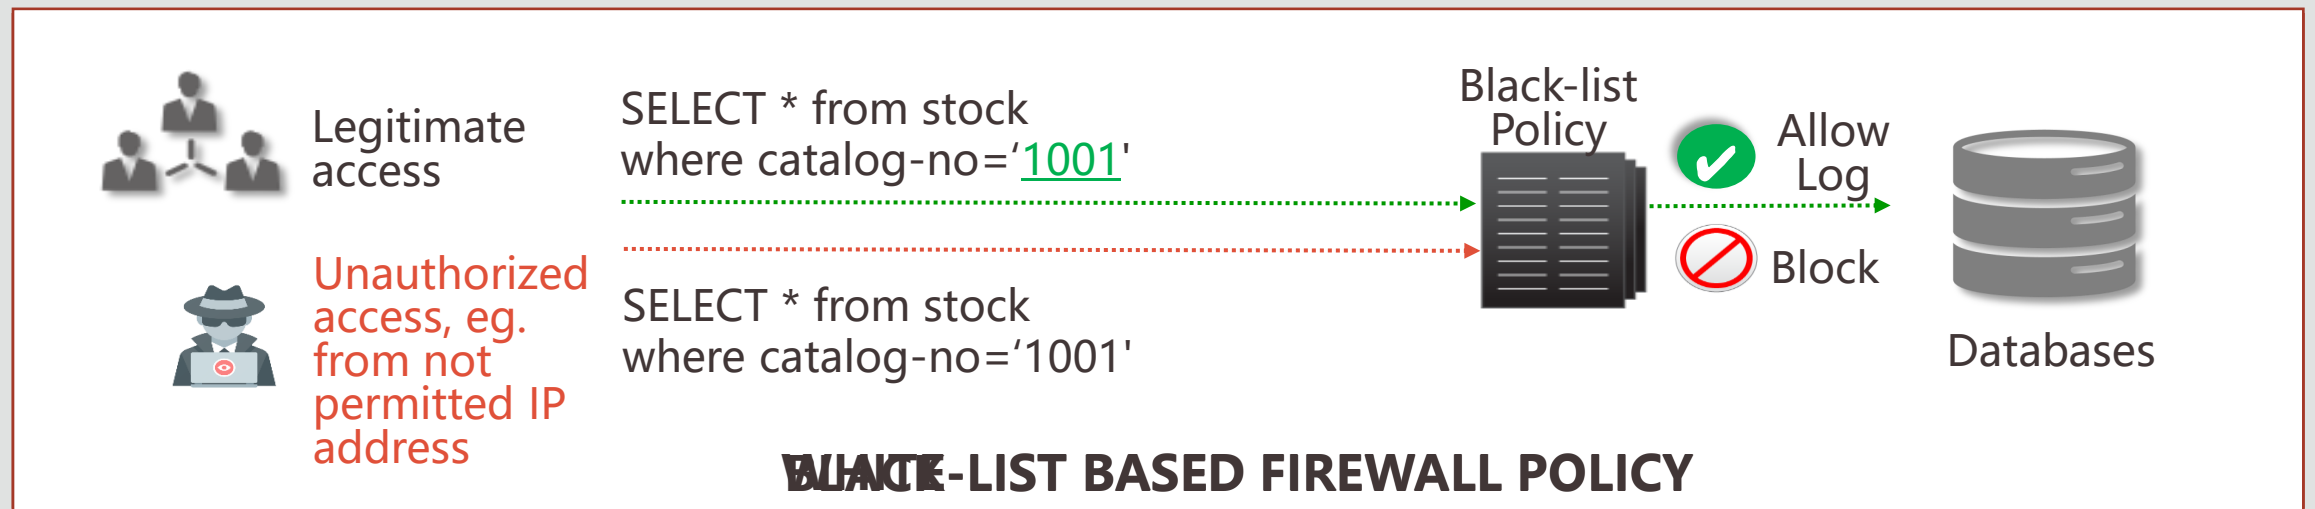 Legitimate
access
SELECT * from stock
where catalog-no=‘1001'
Black-list
Policy
Allow
Log
Block
Unauthorized
access, eg.
from not
permitted IP
address
SELECT * from stock
where catalog-no=‘1001'
Databases
-LIST BASED FIREWALL POLICY